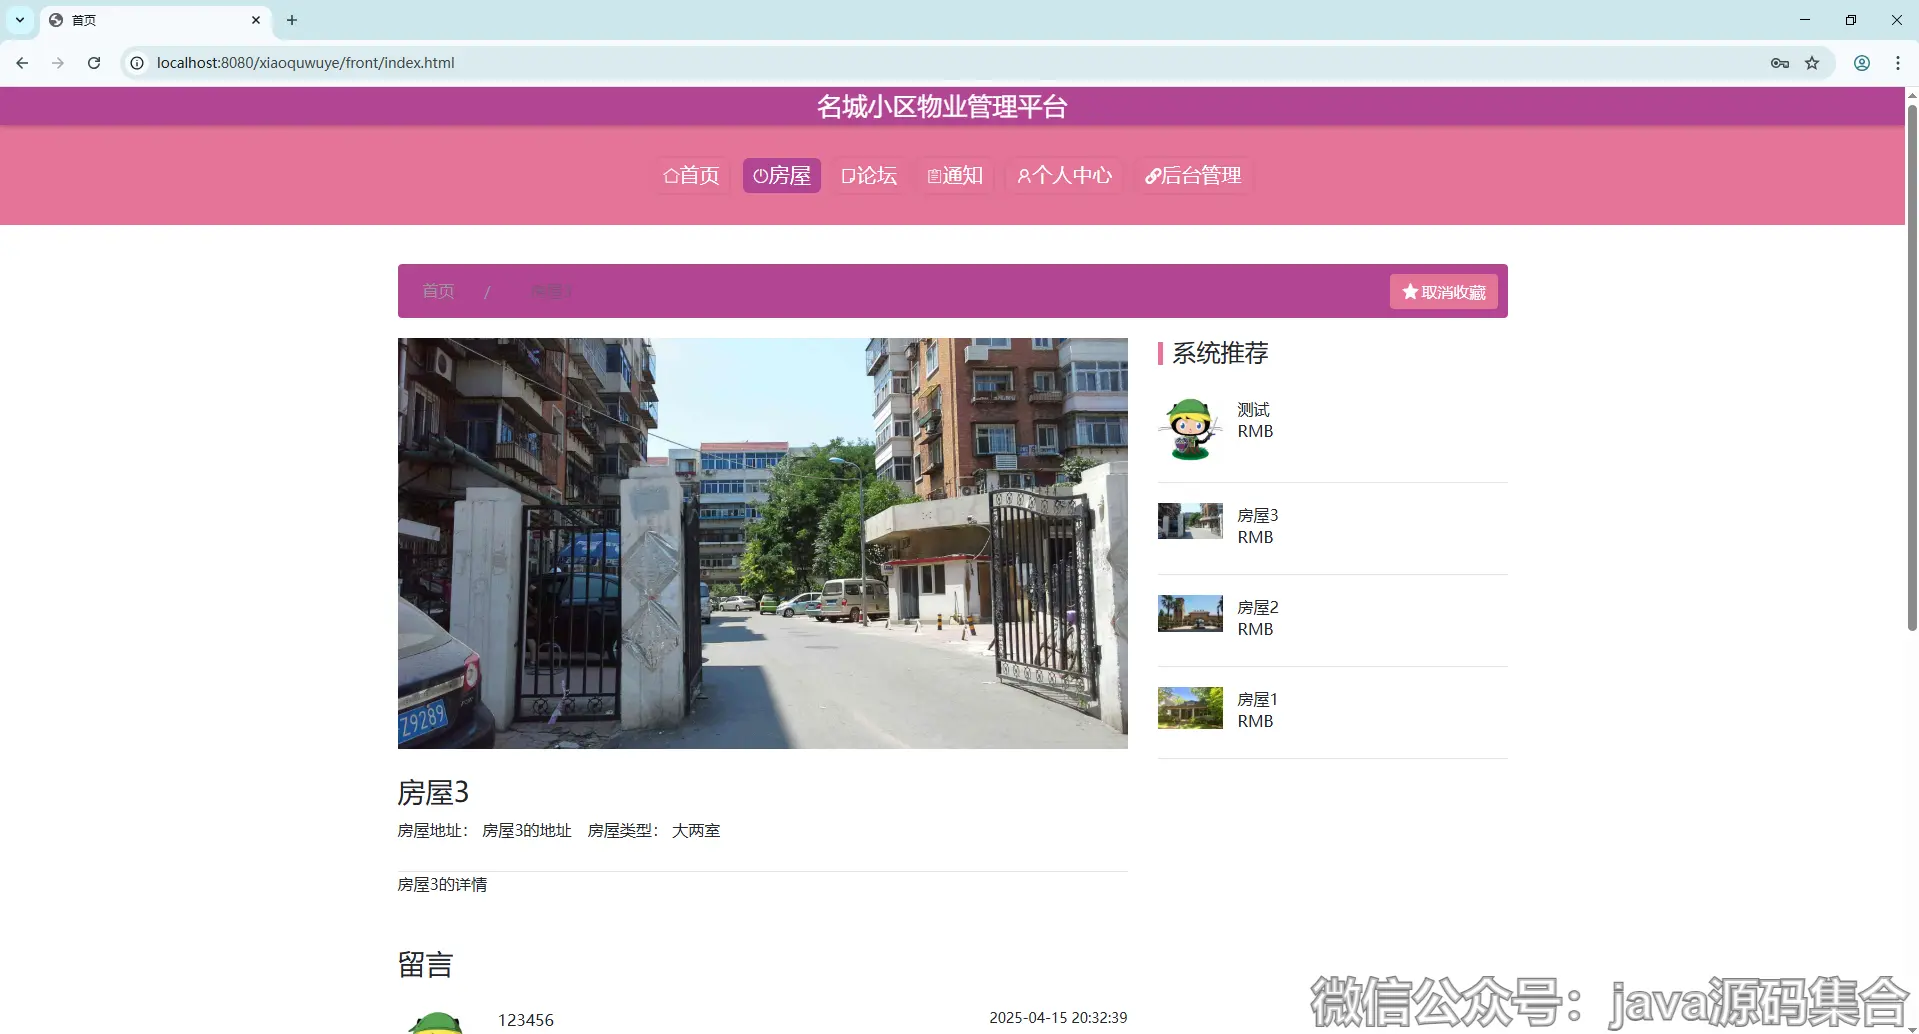 首页
localhost:8080/xiaoquwuye/front/index.html
名城小区物业管理平台
首页 房屋 论坛 通知 个人中心 后台管理
首页 / 房屋3 取消收藏
系统推荐
测试
RMB
房屋3
RMB
房屋2
RMB
房屋1
RMB
Z9289
房屋3
房屋地址： 房屋3的地址 房屋类型： 大两室
房屋3的详情
留言
123456 2025-04-15 20:32:39
微信公众号：java源码集合